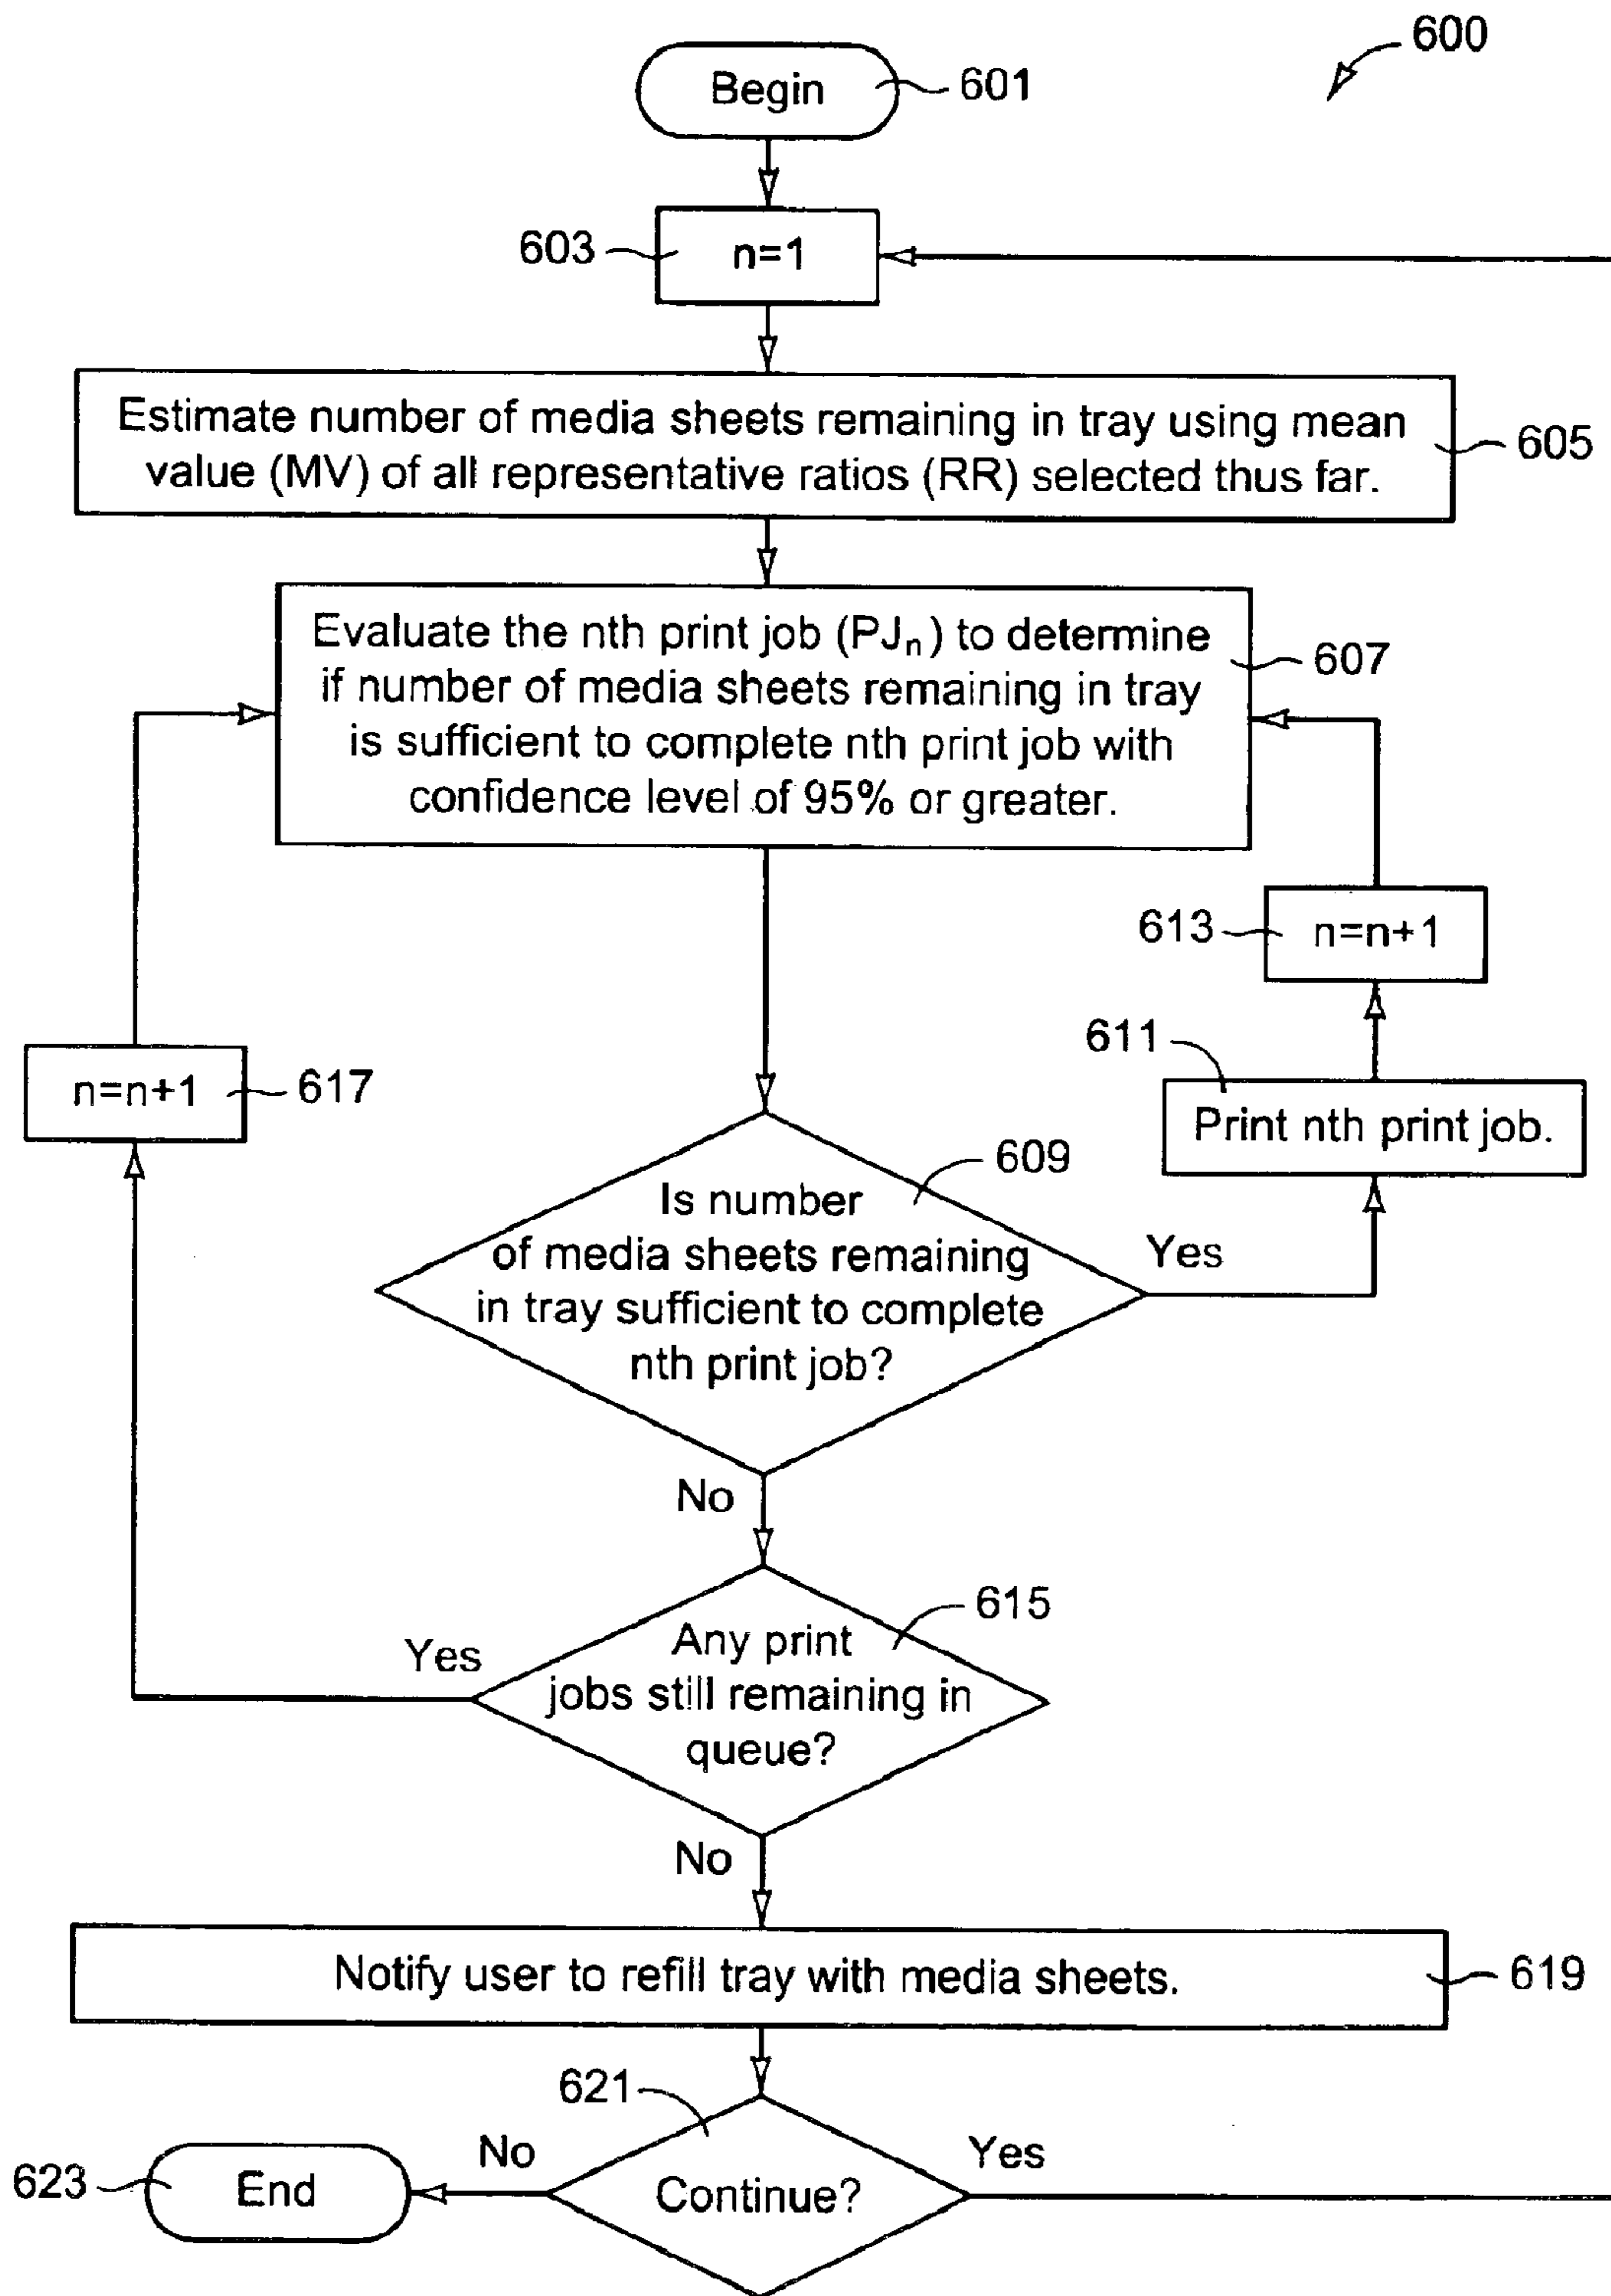 600
Begin
601
603
n=1
Estimate number of media sheets remaining in tray using mean
value (MV) of all representative ratios (RR) selected thus far.
605
Evaluate the nth print job (PJn) to determine
if number of media sheets remaining in tray
is sufficient to complete nth print job with
confidence level of 95% or greater.
607
613
n=n+1
611
Print nth print job.
n=n+1
617
609
Is number
of media sheets remaining
in tray sufficient to complete
nth print job?
Yes
No
615
Any print
jobs still remaining in
queue?
Yes
No
Notify user to refill tray with media sheets.
619
621
Continue?
No
Yes
623
End